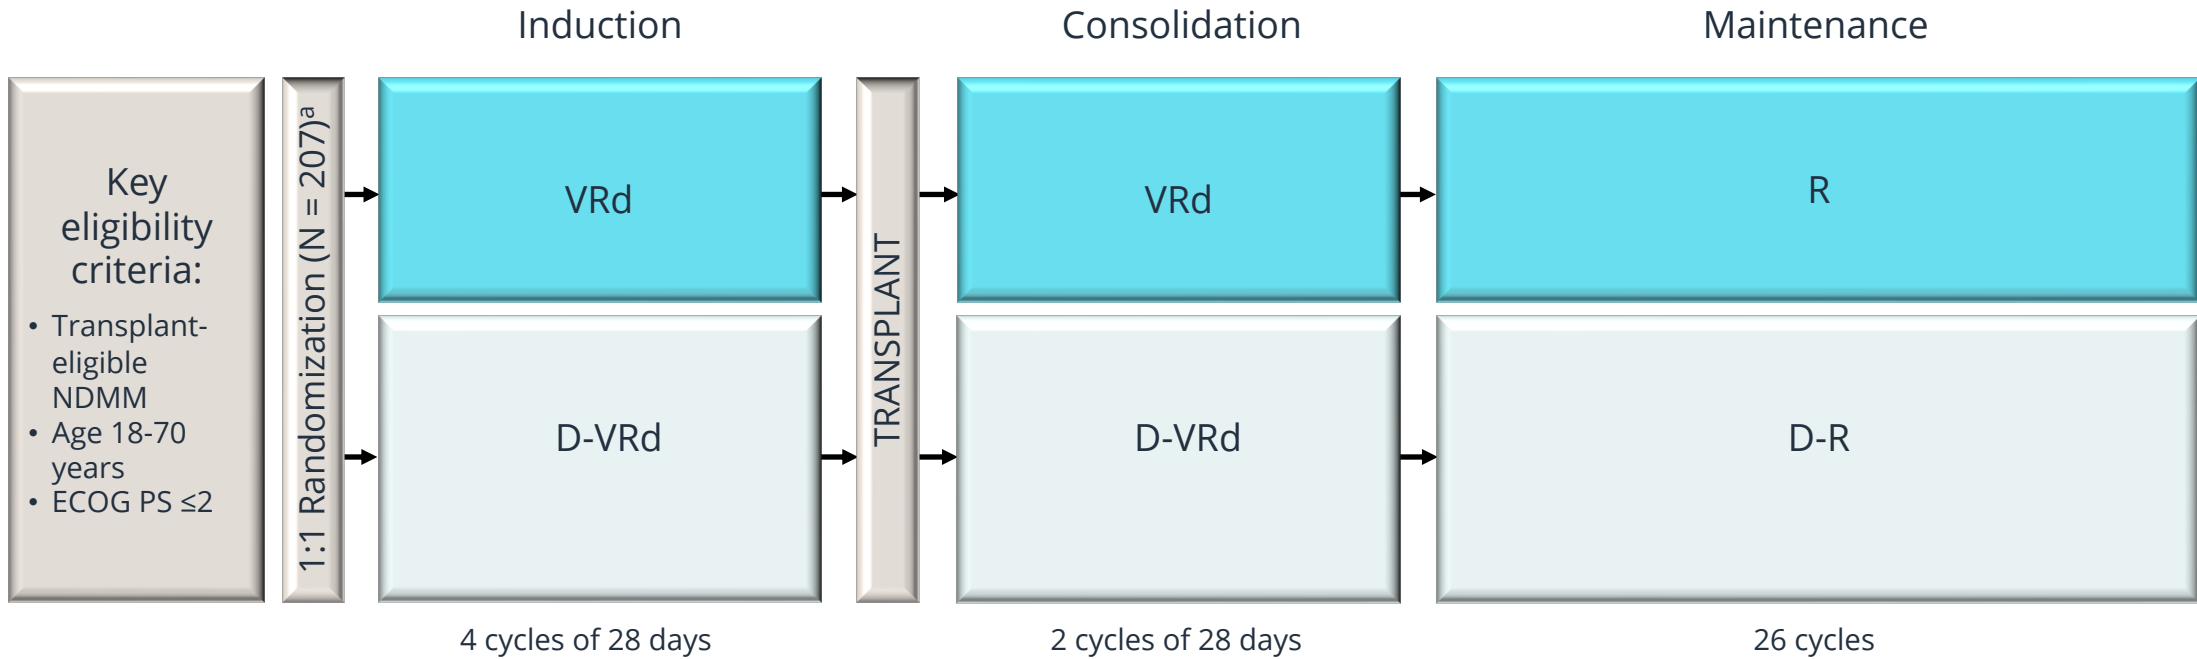 Induction
Consolidation
Maintenance
Key
eligibility
criteria:
• Transplant-
eligible
NDMM
• Age 18-70
years
• ECOG PS ≤2
1:1 Randomization (N = 207)ᵃ
VRd
D-VRd
TRANSPLANT
VRd
D-VRd
R
D-R
4 cycles of 28 days
2 cycles of 28 days
26 cycles